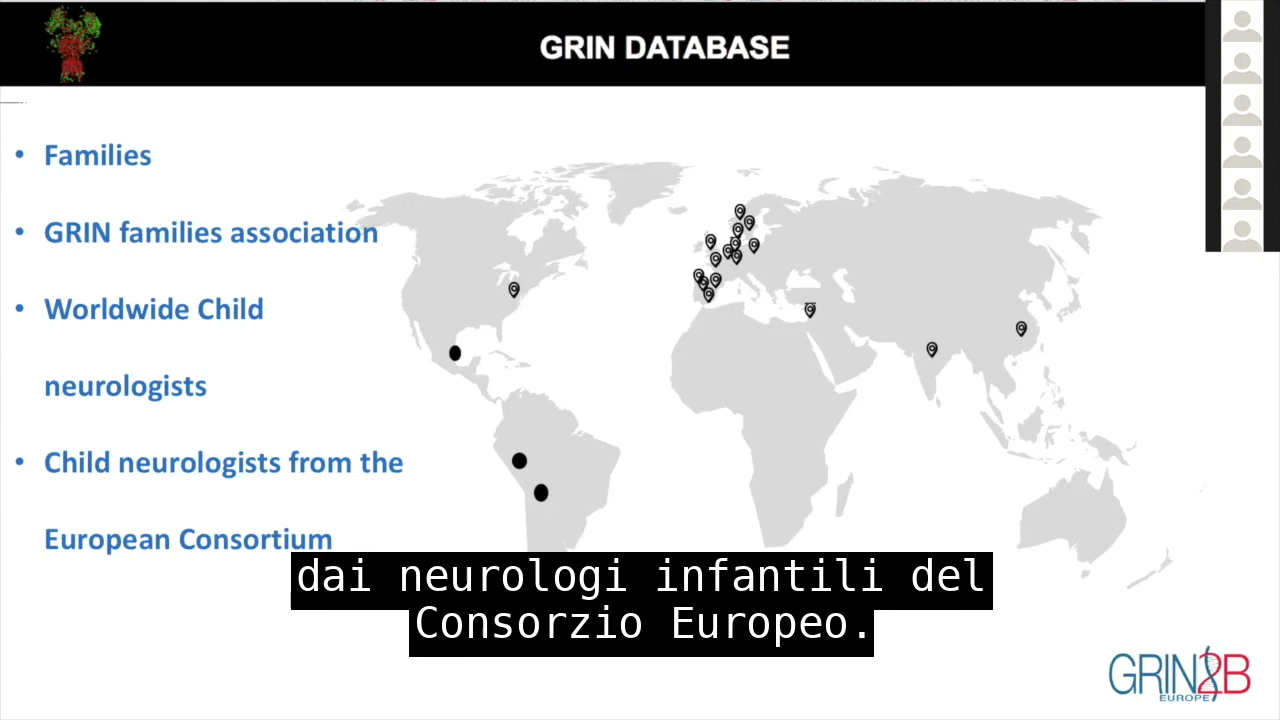 GRIN DATABASE
• Families
• GRIN families association
• Worldwide Child
neurologists
• Child neurologists from the
European Consortium
dai neurologi infantili del
Consorzio Europeo.
GRIN2B
EUROPE